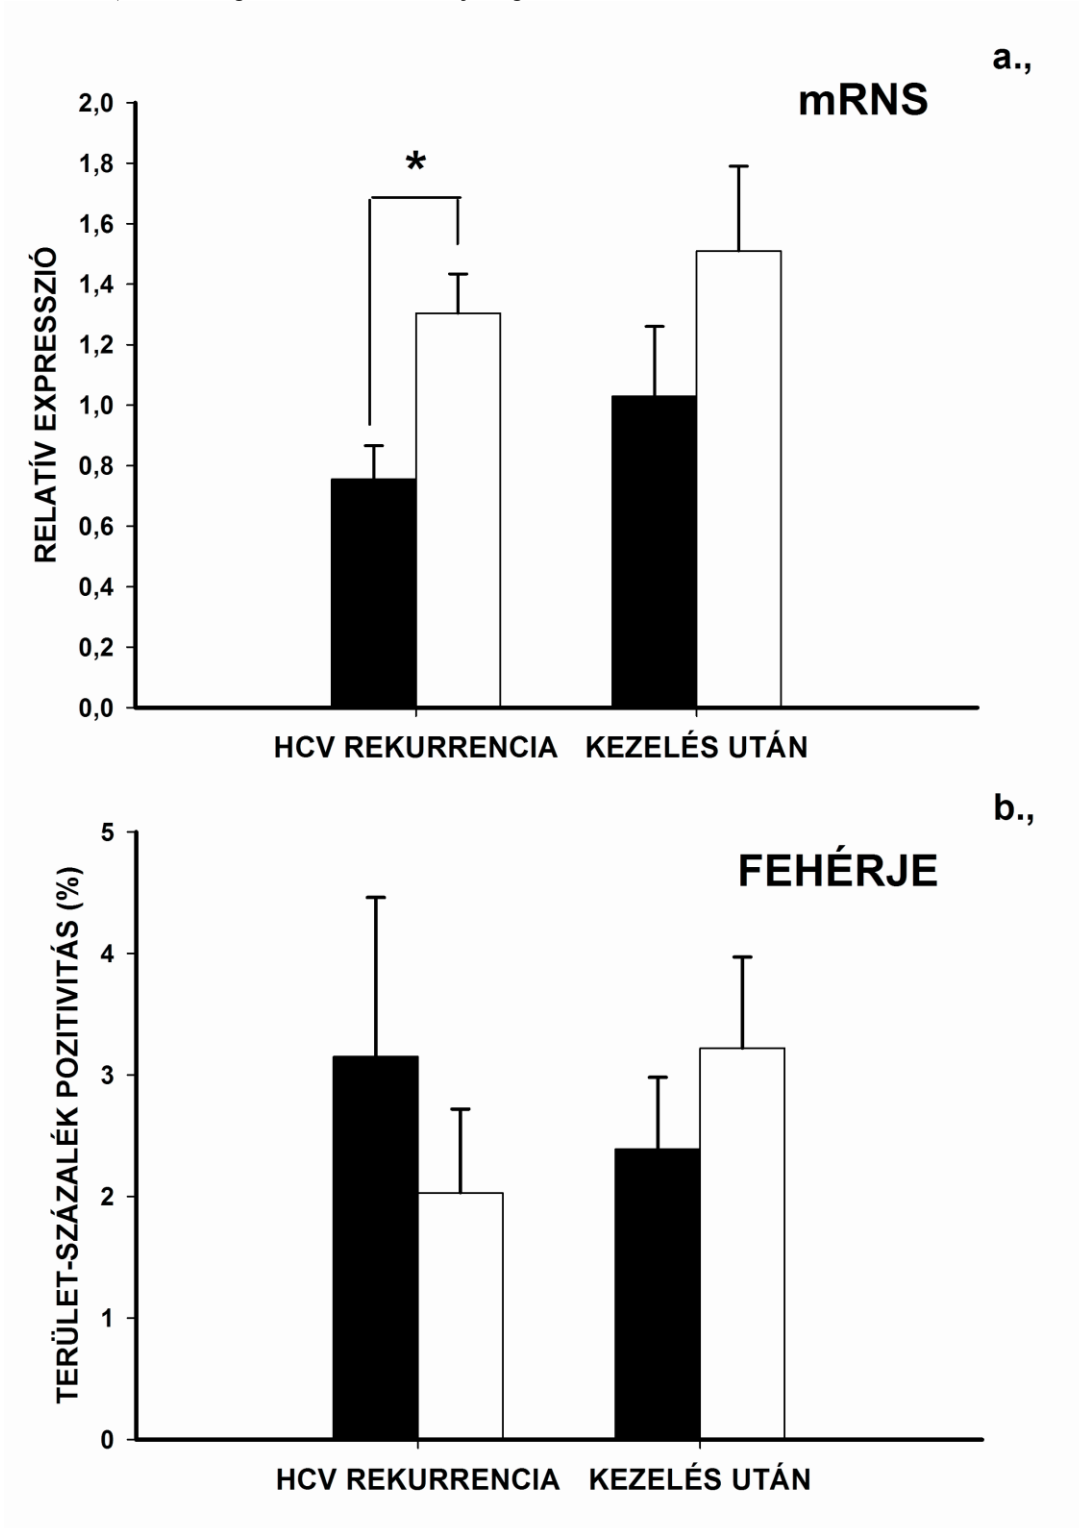 a.,
mRNS
2,0
1,8
1,6
1,4
1,2
1,0
0,8
0,6
0,4
0,2
0,0
RELATÍV EXPRESSZIÓ
*
HCV REKURRENCIA KEZELÉS UTÁN
b.,
FEHÉRJE
5
4
3
2
1
0
TERÜLET-SZÁZALÉK POZITIVITÁS (%)
HCV REKURRENCIA KEZELÉS UTÁN